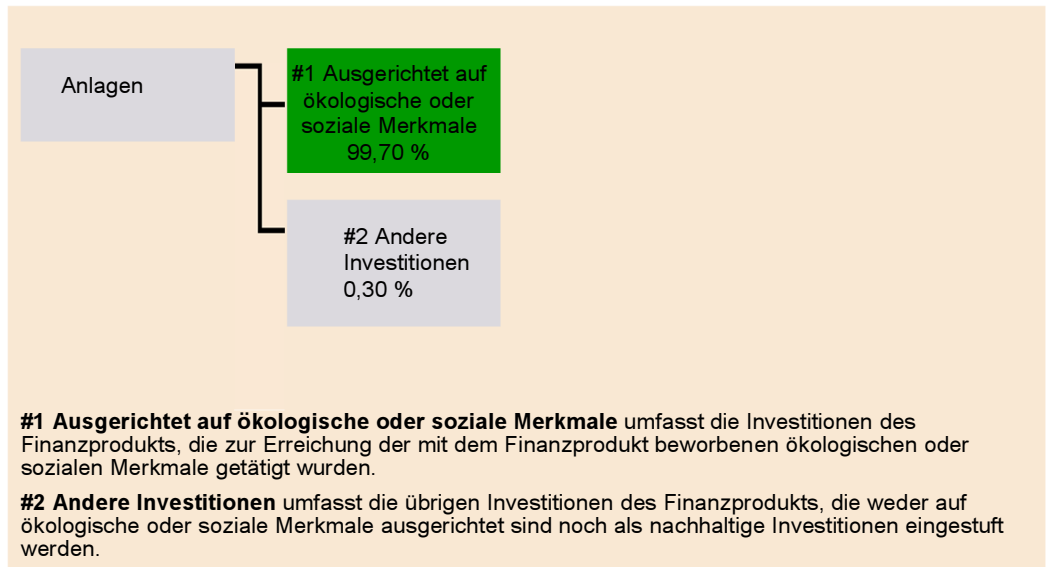 Anlagen
#1 Ausgerichtet auf
ökologische oder
soziale Merkmale
99,70 %
#2 Andere
Investitionen
0,30 %
#1 Ausgerichtet auf ökologische oder soziale Merkmale umfasst die Investitionen des
Finanzprodukts, die zur Erreichung der mit dem Finanzprodukt beworbenen ökologischen oder
sozialen Merkmale getätigt wurden.
#2 Andere Investitionen umfasst die übrigen Investitionen des Finanzprodukts, die weder auf
ökologische oder soziale Merkmale ausgerichtet sind noch als nachhaltige Investitionen eingestuft
werden.